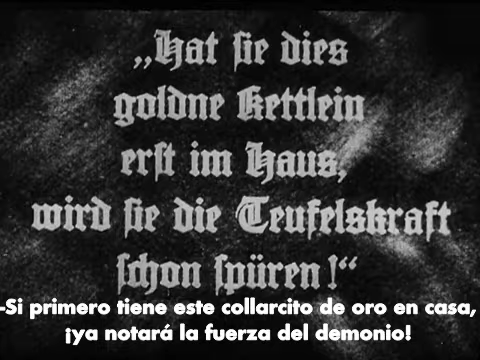 „Hat sie dies
goldne Kettlein
erst im Haus,
wird sie die Teufelskraft
schon spüren!“
-Si primero tiene este collarcito de oro en casa,
¡ya notará la fuerza del demonio!